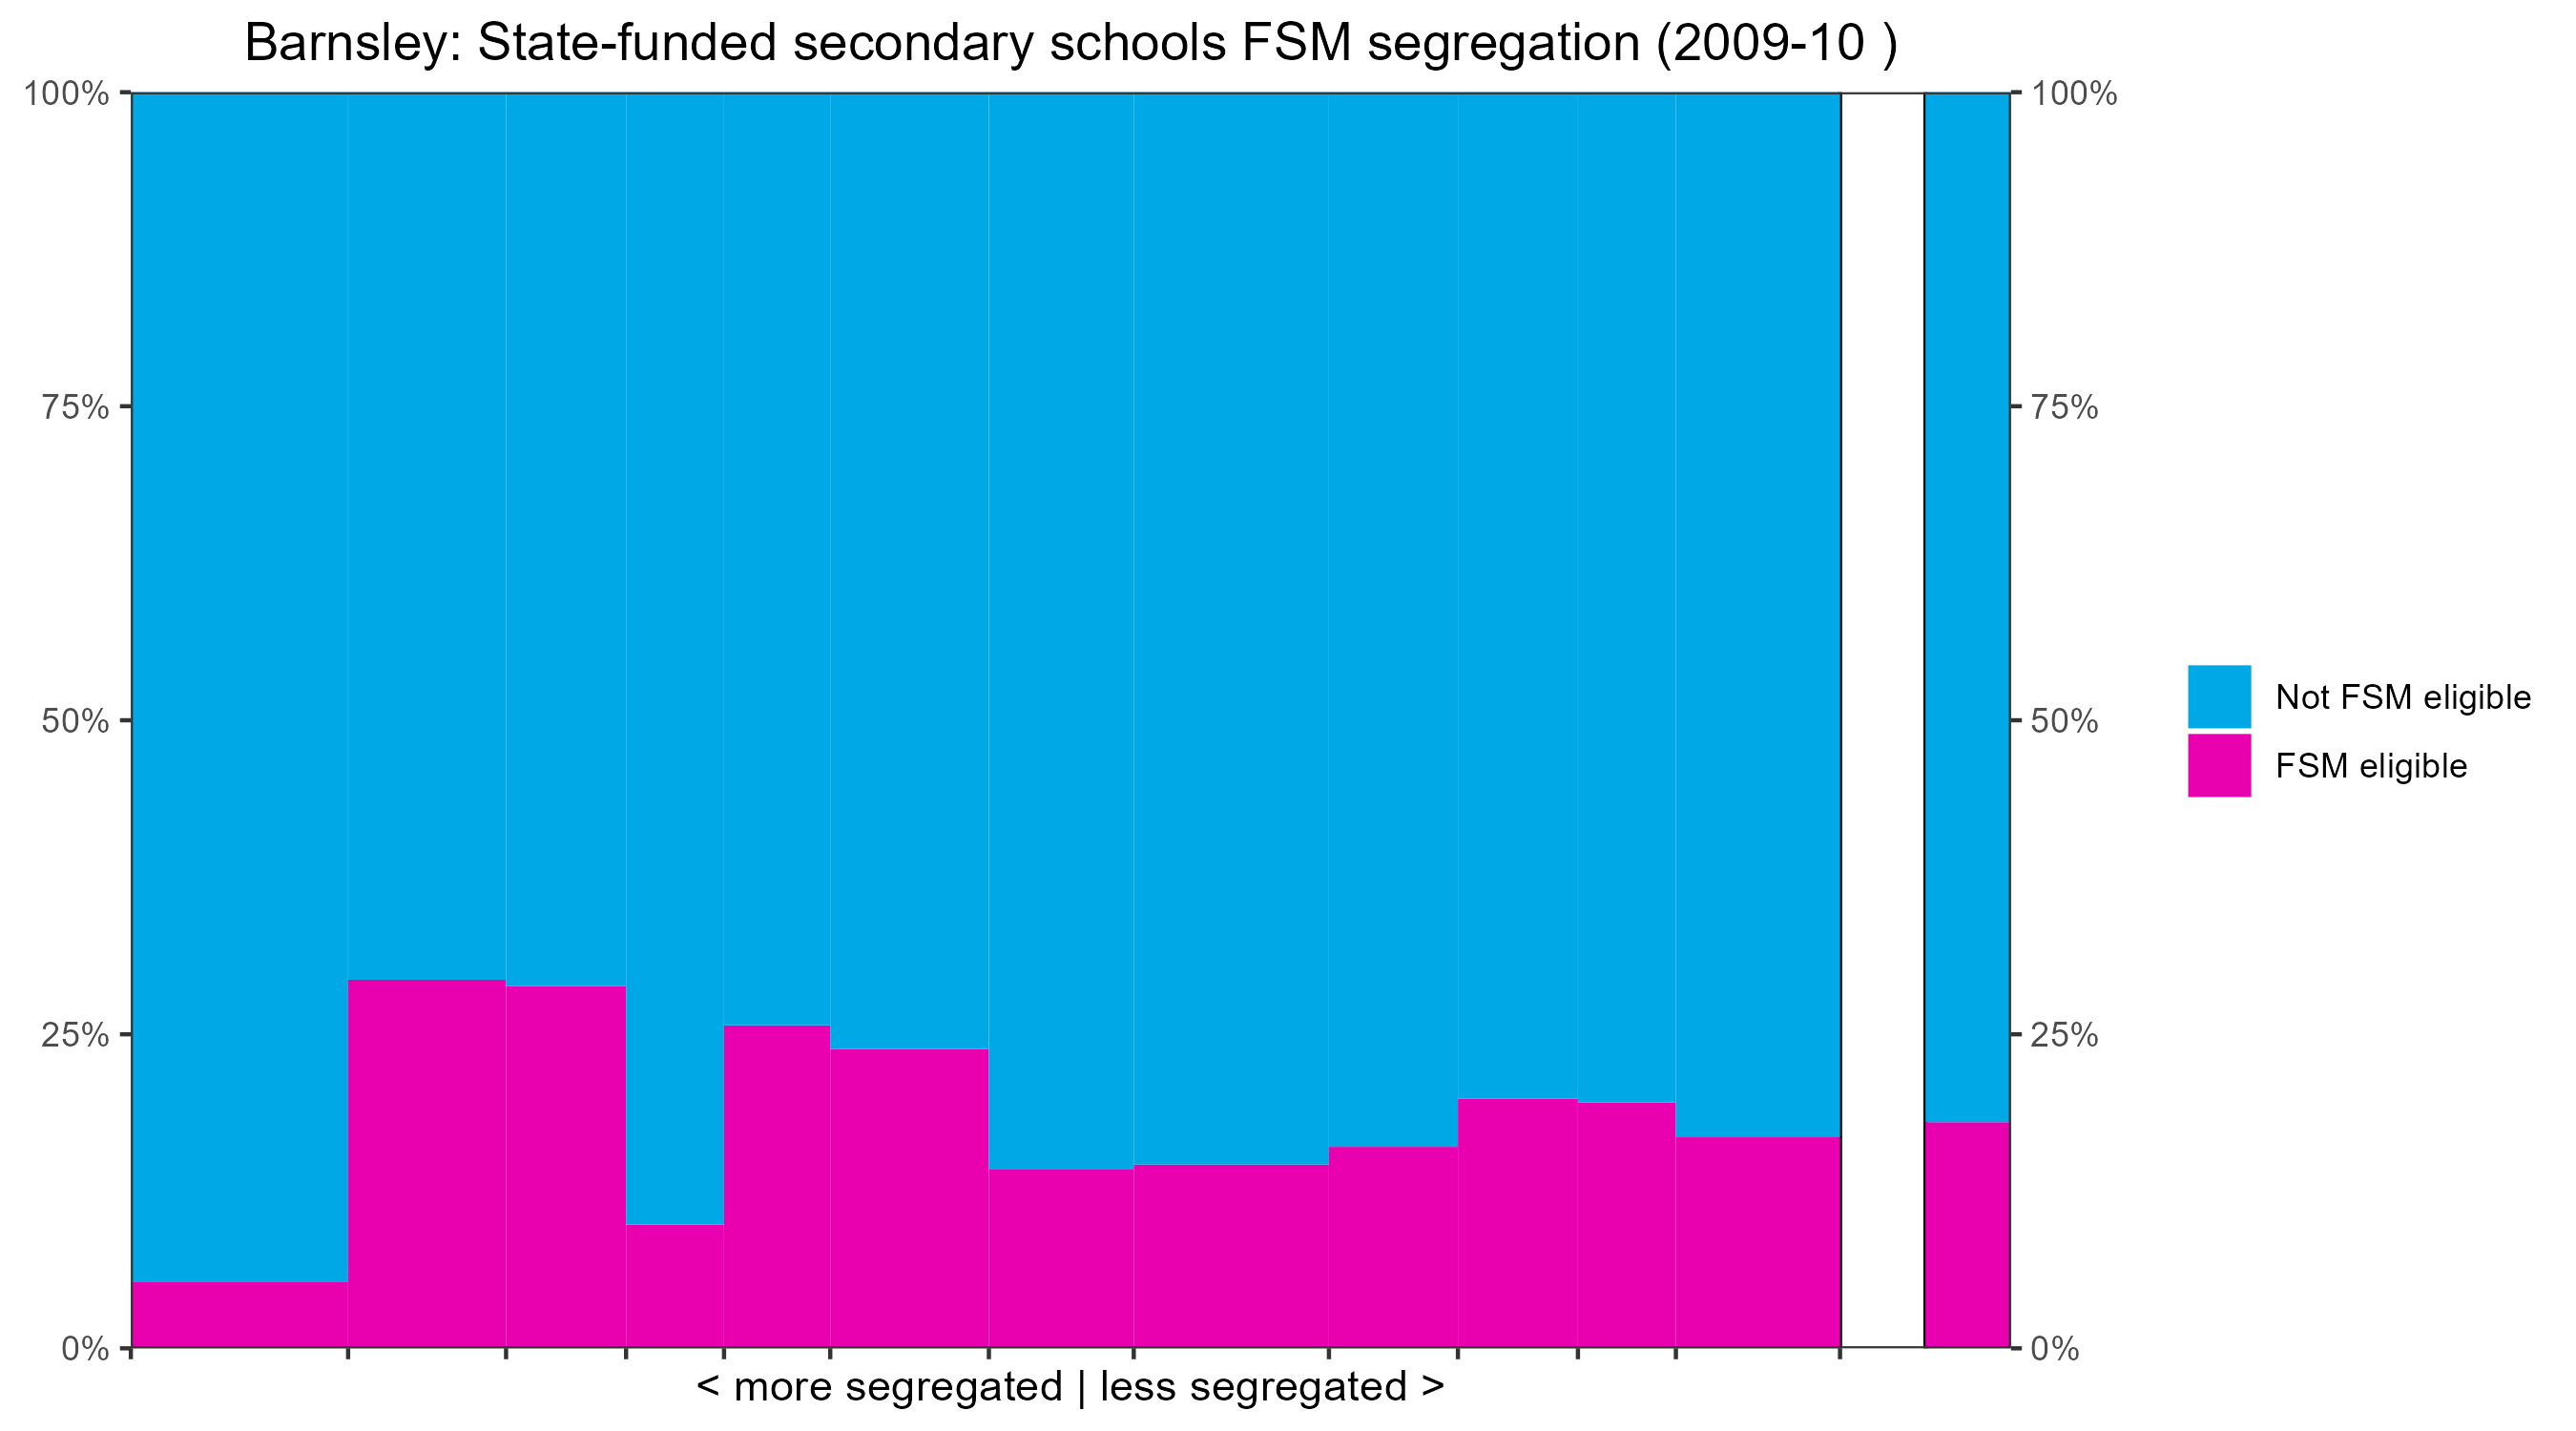 Barnsley: State-funded secondary schools FSM segregation (2009-10 )
100%
75%
50%
25%
0%
100%
75%
50%
25%
0%
Not FSM eligible
FSM eligible
< more segregated | less segregated >